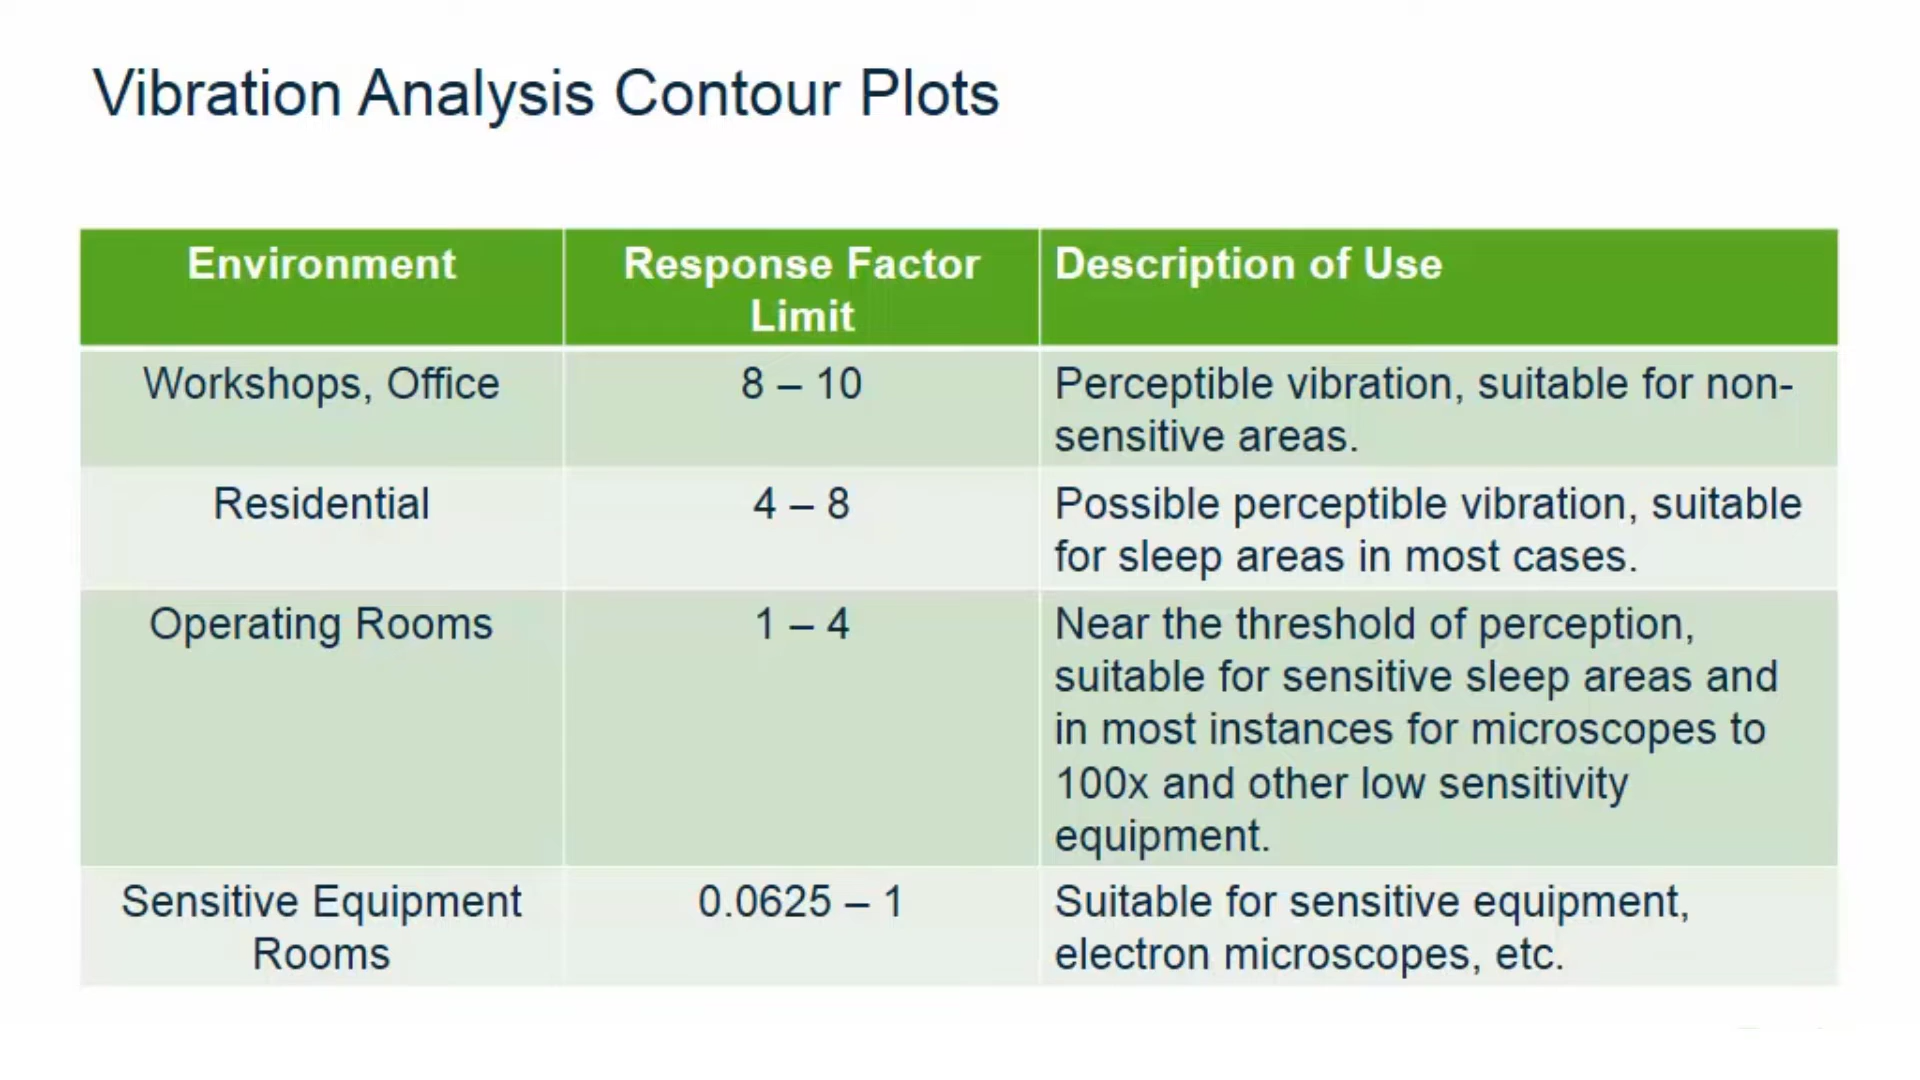 Vibration Analysis Contour Plots
Environment
Response Factor
Limit
Description of Use
Workshops, Office
8 – 10
Perceptible vibration, suitable for non-
sensitive areas.
Residential
4 – 8
Possible perceptible vibration, suitable
for sleep areas in most cases.
Operating Rooms
1 – 4
Near the threshold of perception,
suitable for sensitive sleep areas and
in most instances for microscopes to
100x and other low sensitivity
equipment.
Sensitive Equipment
Rooms
0.0625 – 1
Suitable for sensitive equipment,
electron microscopes, etc.